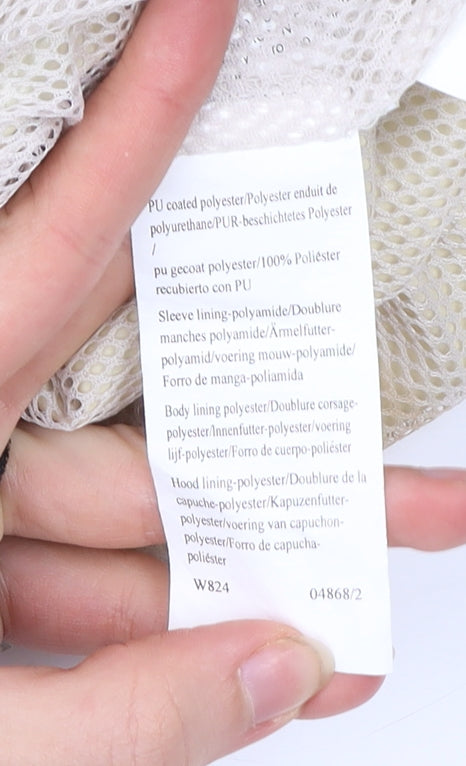 PU coated polyester/Polyester enduit de
polyurethane/PUR-beschichtetes Polyester
/
pu gecoat polyester/100% Poliéster
recubierto con PU
Sleeve lining-polyamide/Doublure
manches polyamide/Ärmelfutter-
polyamid/voering mouw-polyamide/
Forro de manga-poliamida
Body lining polyester/Doublure corsage-
polyester/Innenfutter-polyester/voering
lijf-polyester/Forro de cuerpo-poliéster
Hood lining-polyester/Doublure de la
capuche-polyester/Kapuzenfutter-
polyester/voering van capuchon-
polyester/Forro de capucha-
poliéster
W824 04868/2